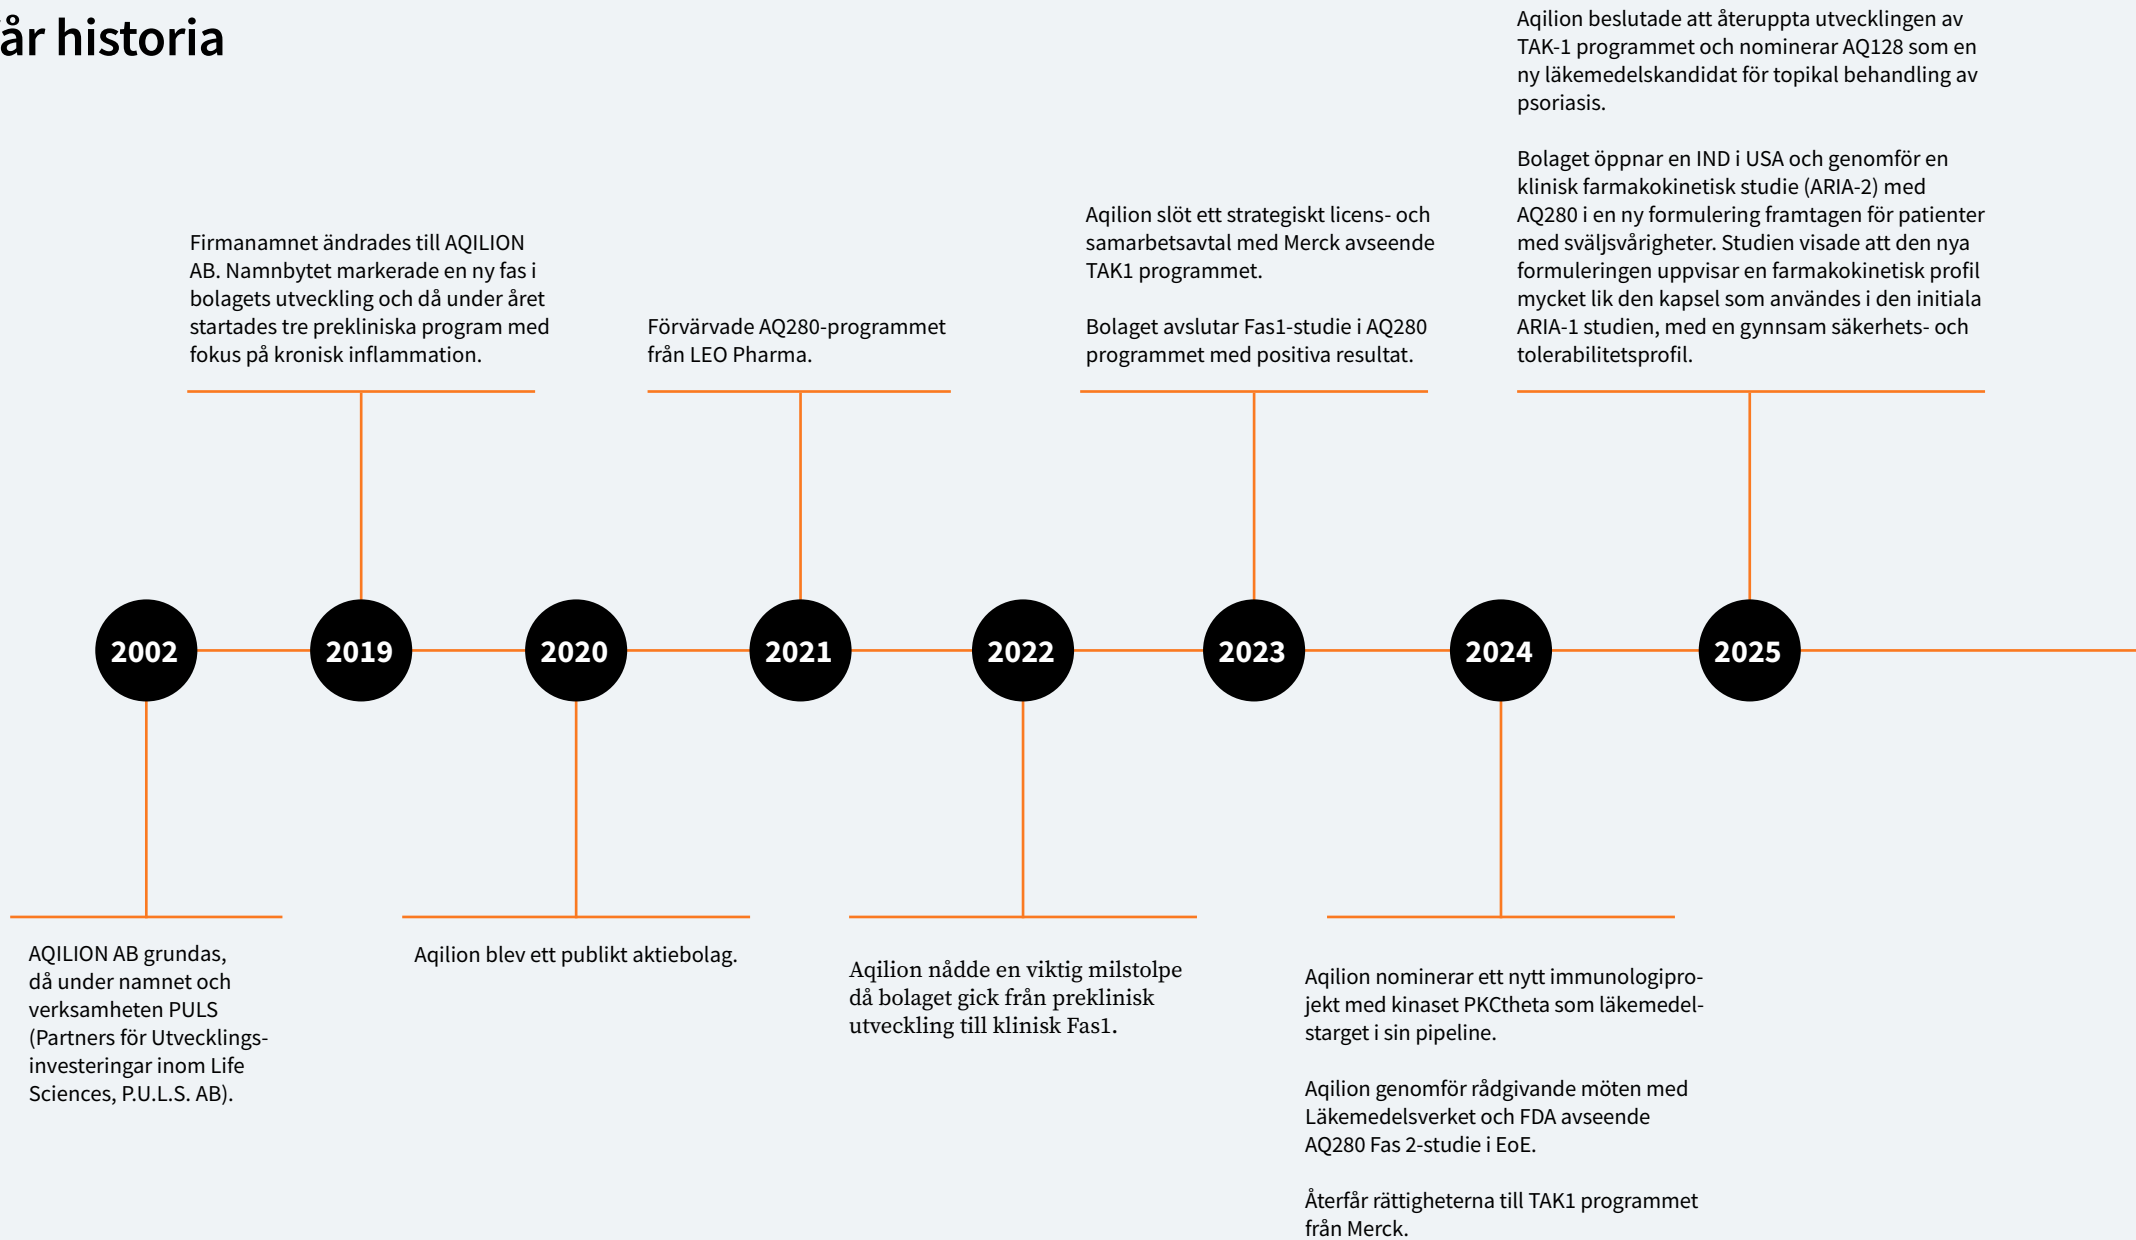 år historia
Aqilion beslutade att återuppta utvecklingen av
TAK-1 programmet och nominerar AQ128 som en
ny läkemedelskandidat för topikal behandling av
psoriasis.
Bolaget öppnar en IND i USA och genomför en
klinisk farmakokinetisk studie (ARIA-2) med
AQ280 i en ny formulering framtagen för patienter
med sväljsvårigheter. Studien visade att den nya
formuleringen uppvisar en farmakokinetisk profil
mycket lik den kapsel som användes i den initiala
ARIA-1 studien, med en gynnsam säkerhets- och
tolerabilitetsprofil.
Firmanamnet ändrades till AQILION
AB. Namnbytet markerade en ny fas i
bolagets utveckling och då under året
startades tre prekliniska program med
fokus på kronisk inflammation.
Förvärvade AQ280-programmet
från LEO Pharma.
Aqilion slöt ett strategiskt licens- och
samarbetsavtal med Merck avseende
TAK1 programmet.
Bolaget avslutar Fas1-studie i AQ280
programmet med positiva resultat.
2002
2019
2020
2021
2022
2023
2024
2025
AQILION AB grundas,
då under namnet och
verksamheten PULS
(Partners för Utvecklings-
investeringar inom Life
Sciences, P.U.L.S. AB).
Aqilion blev ett publikt aktiebolag.
Aqilion nådde en viktig milstolpe
då bolaget gick från preklinisk
utveckling till klinisk Fas1.
Aqilion nominerar ett nytt immunologipro-
jekt med kinaset PKCtheta som läkemedel-
starget i sin pipeline.
Aqilion genomför rådgivande möten med
Läkemedelsverket och FDA avseende
AQ280 Fas 2-studie i EoE.
Återfår rättigheterna till TAK1 programmet
från Merck.